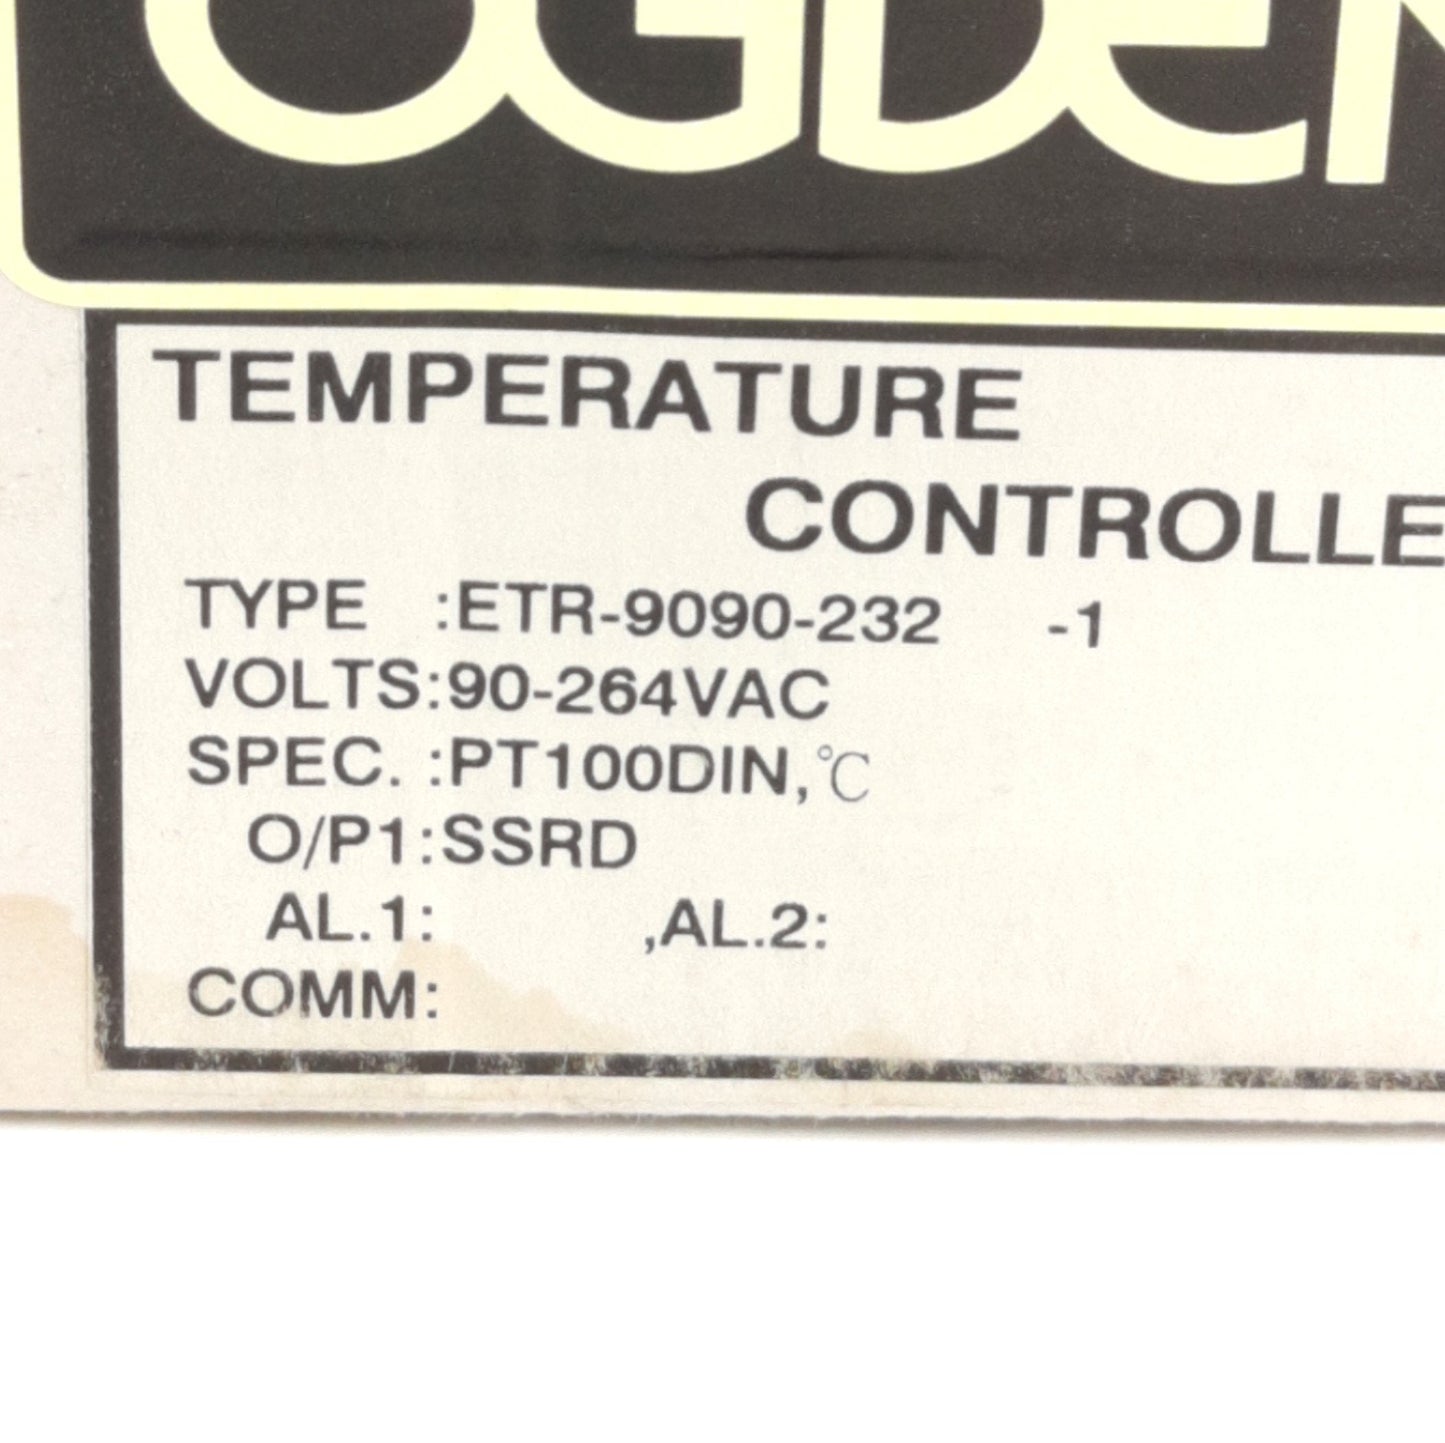 OGDEN
TEMPERATURE
CONTROLLE
TYPE :ETR-9090-232 -1
VOLTS:90-264VAC
SPEC. :PT100DIN,℃
O/P1:SSRD
AL.1: ,AL.2:
COMM: